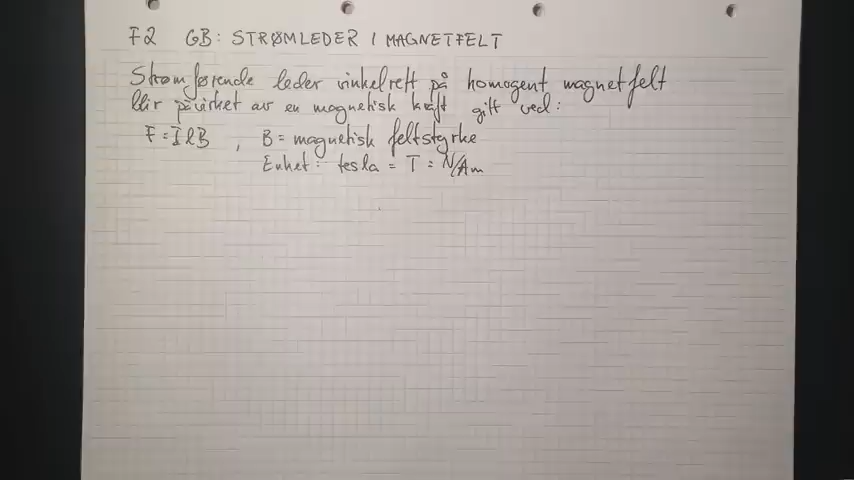 F2 GB: STRØMLEDER I MAGNETFELT
Strømførende leder vinkelrett på homogent magnetfelt
blir påvirket av en magnetisk kraft gitt ved:
F = IlB , B = magnetisk feltstyrke
Enhet: tesla = T = N/Am